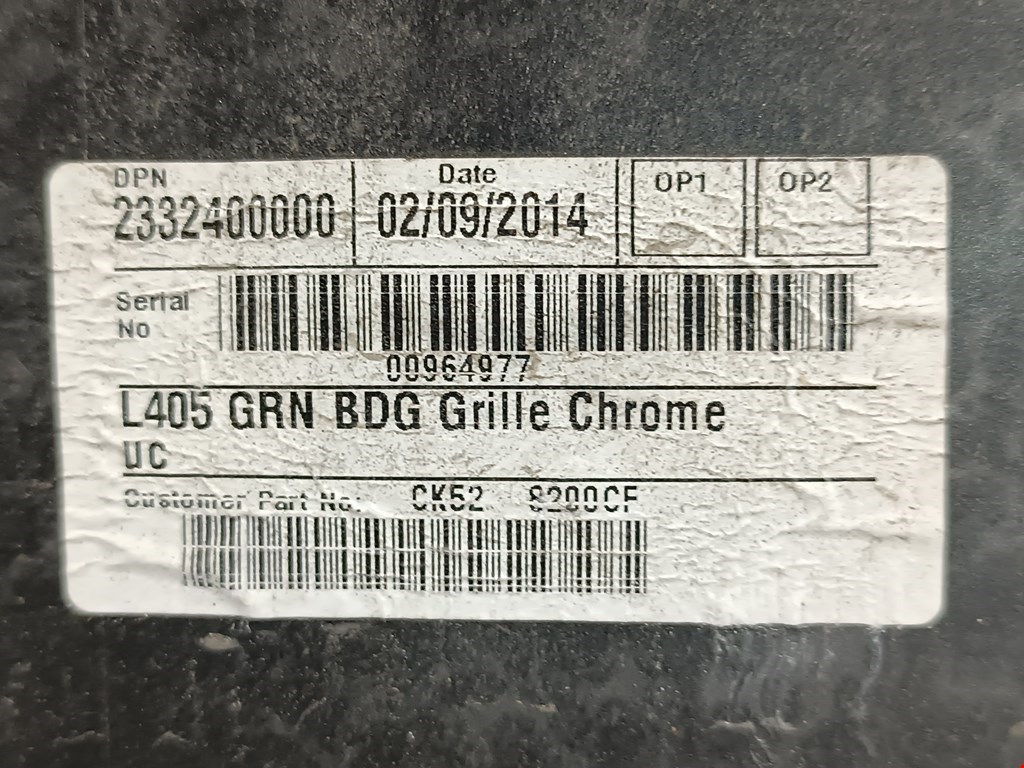 DPN
2332400000
Date
02/09/2014
OP1
OP2
Serial
No
00964977
L405 GRN BDG Grille Chrome
UC
Customer Part No: CK52